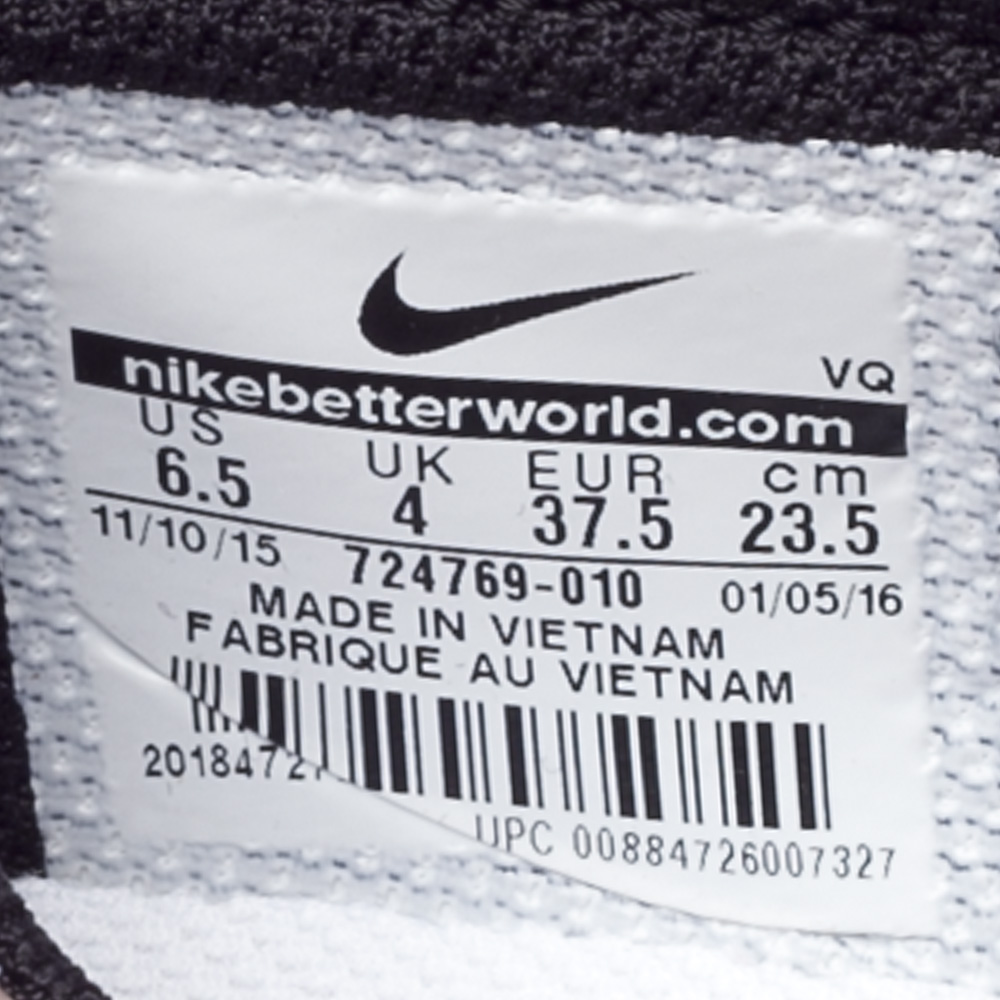 VQ
nikebetterworld.com
US UK EUR cm
6.5 4 37.5 23.5
11/10/15 724769-010 01/05/16
MADE IN VIETNAM
FABRIQUE AU VIETNAM
UPC 00884726007327